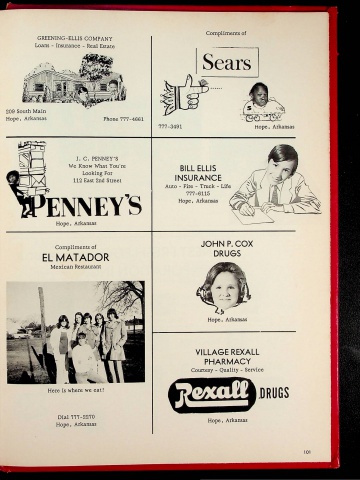 GREENING-ELLIS COMPANY
Loans - Insurance - Real Estate
209 South Main
Hope, Arkansas
Phone 777-4661
Compliments of
Sears
777-3491
Hope, Arkansas
J. C. PENNEY'S
We Know What You're
Looking For
112 East 2nd Street
PENNEY'S
Hope, Arkansas
BILL ELLIS
INSURANCE
Auto - Fire - Truck - Life
777-6115
Hope, Arkansas
Compliments of
EL MATADOR
Mexican Restaurant
Here is where we eat!
Dial 777-2270
Hope, Arkansas
JOHN P. COX
DRUGS
Hope, Arkansas
VILLAGE REXALL
PHARMACY
Courtesy - Quality - Service
Rexall DRUGS
Hope, Arkansas
101